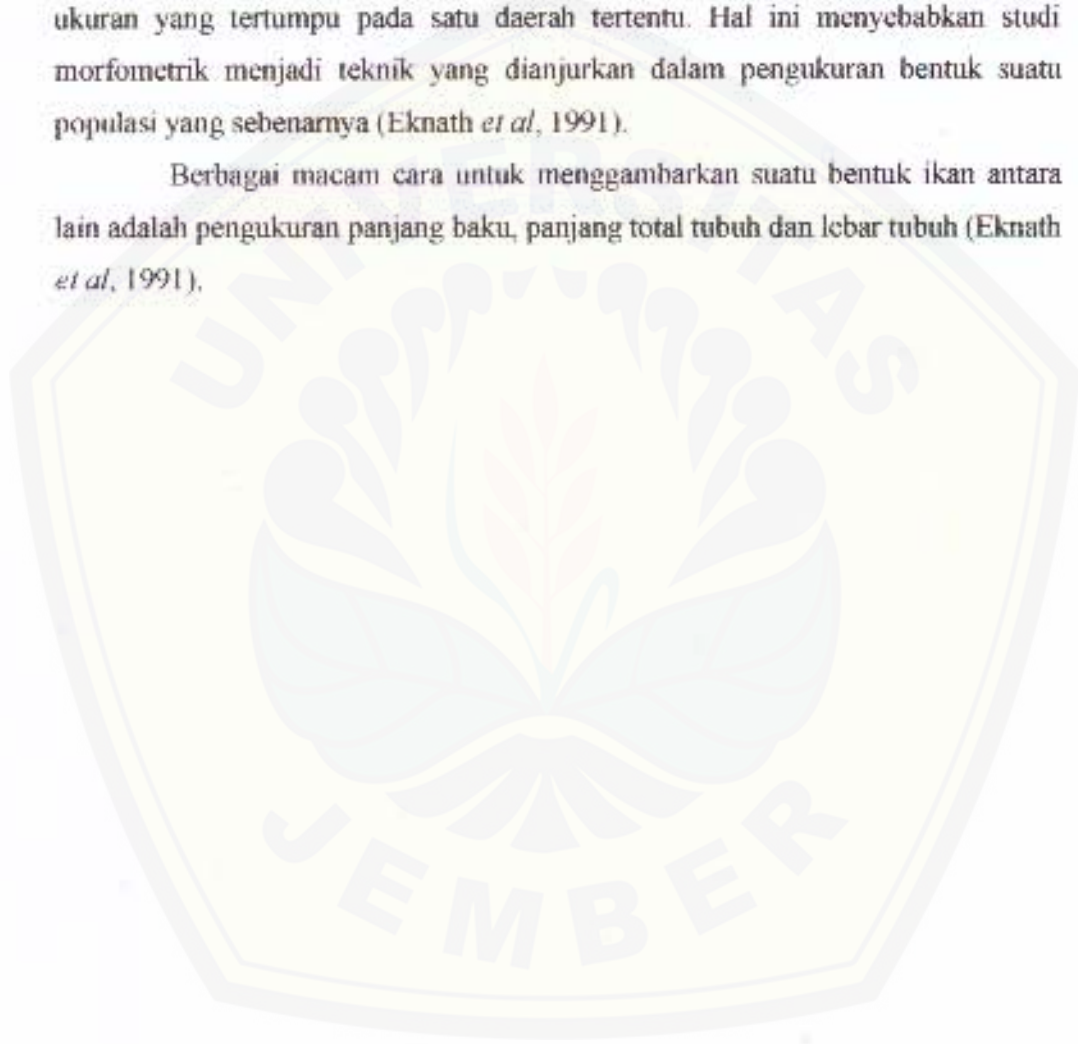 ukuran yang tertumpu pada satu daerah tertentu. Hal ini menyebabkan studi
morfometrik menjadi teknik yang dianjurkan dalam pengukuran bentuk suatu
populasi yang sebenarnya (Eknath et al, 1991).
Berbagai macam cara untuk menggambarkan suatu bentuk ikan antara
lain adalah pengukuran panjang baku, panjang total tubuh dan lebar tubuh (Eknath
et al, 1991).
UNIVERSITAS
JEMBER